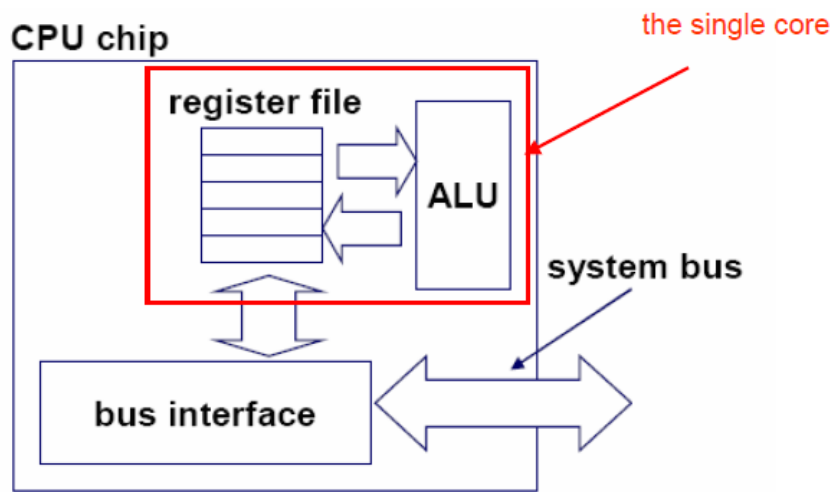 the single core
CPU chip
register file
ALU
system bus
bus interface